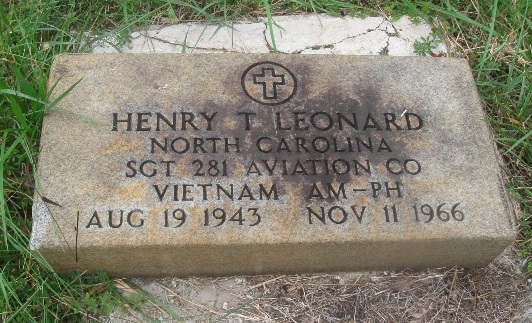 HENRY T LEONARD
NORTH CAROLINA
SGT 281 AVIATION CO
VIETNAM AM-PH
AUG 19 1943 NOV 11 1966